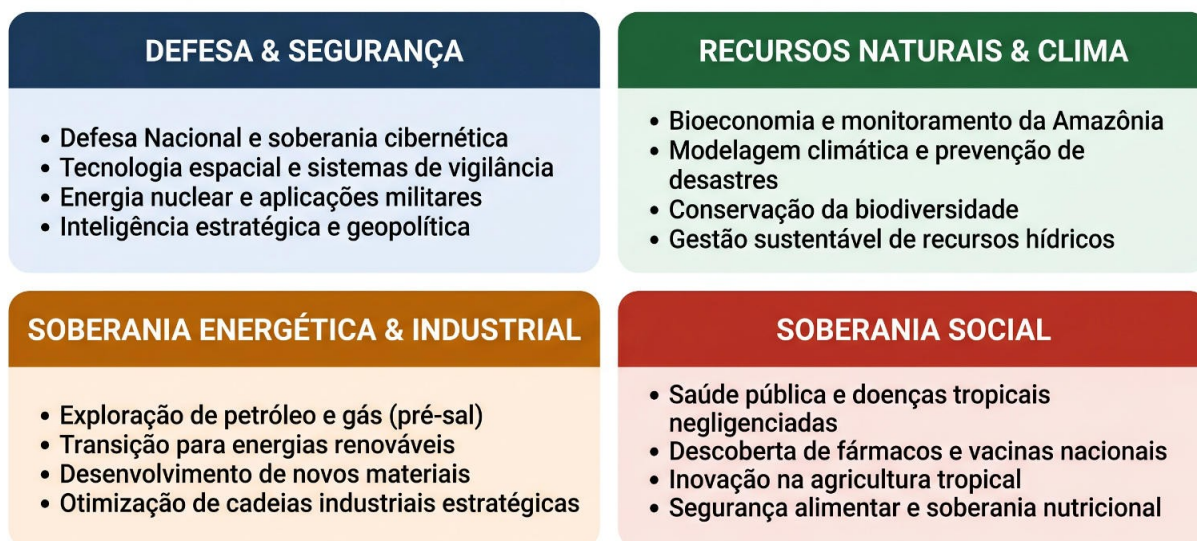 DEFESA & SEGURANÇA
• Defesa Nacional e soberania cibernética
• Tecnologia espacial e sistemas de vigilância
• Energia nuclear e aplicações militares
• Inteligência estratégica e geopolítica
RECURSOS NATURAIS & CLIMA
• Bioeconomia e monitoramento da Amazônia
• Modelagem climática e prevenção de
desastres
• Conservação da biodiversidade
• Gestão sustentável de recursos hídricos
SOBERANIA ENERGÉTICA & INDUSTRIAL
• Exploração de petróleo e gás (pré-sal)
• Transição para energias renováveis
• Desenvolvimento de novos materiais
• Otimização de cadeias industriais estratégicas
SOBERANIA SOCIAL
• Saúde pública e doenças tropicais
negligenciadas
• Descoberta de fármacos e vacinas nacionais
• Inovação na agricultura tropical
• Segurança alimentar e soberania nutricional